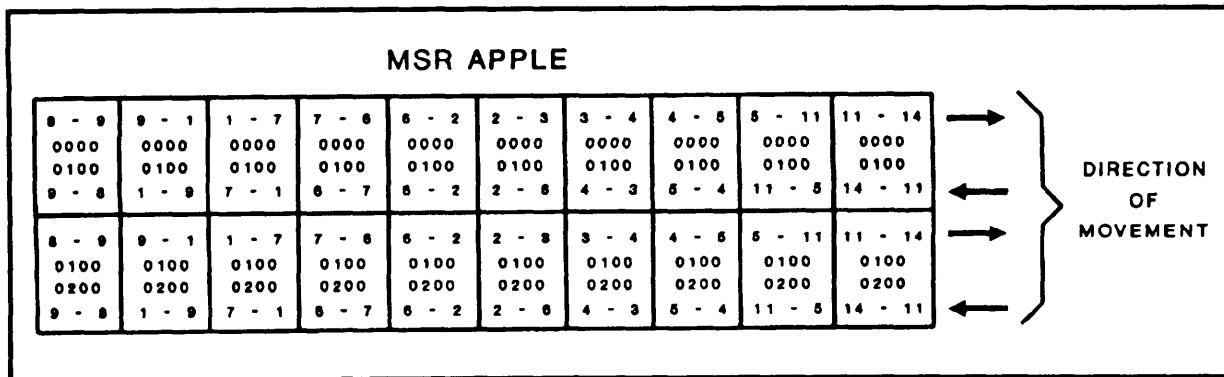 MSR APPLE
8 - 9 9 - 1 1 - 7 7 - 6 6 - 2 2 - 3 3 - 4 4 - 5 5 - 11 11 - 14
0000 0000 0000 0000 0000 0000 0000 0000 0000 0000
0100 0100 0100 0100 0100 0100 0100 0100 0100 0100
9 - 8 1 - 9 7 - 1 6 - 7 6 - 2 2 - 6 4 - 3 5 - 4 11 - 5 14 - 11
8 - 9 9 - 1 1 - 7 7 - 6 6 - 2 2 - 3 3 - 4 4 - 5 5 - 11 11 - 14
0100 0100 0100 0100 0100 0100 0100 0100 0100 0100
0200 0200 0200 0200 0200 0200 0200 0200 0200 0200
9 - 8 1 - 9 7 - 1 6 - 7 6 - 2 2 - 6 4 - 3 5 - 4 11 - 5 14 - 11
DIRECTION
OF
MOVEMENT